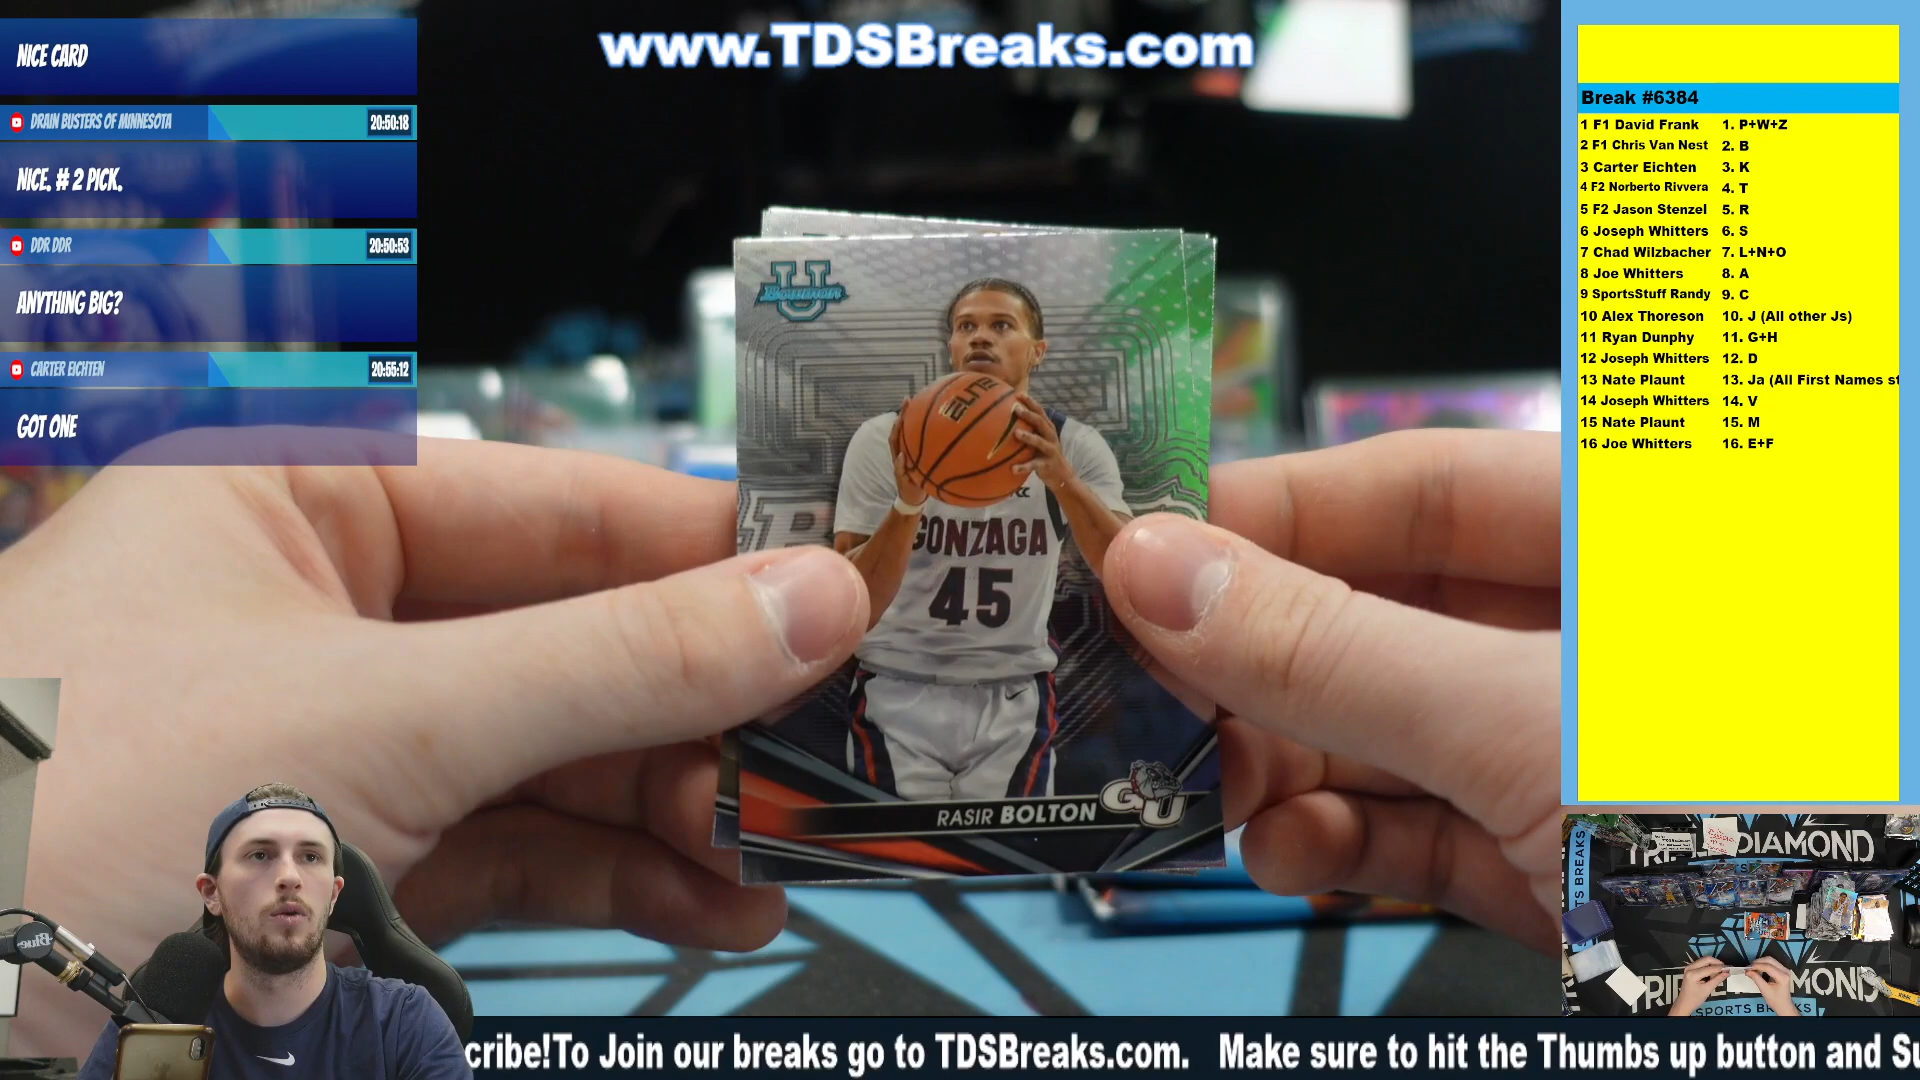 www.TDSBreaks.com
NICE CARD
DRAIN BUSTERS OF MINNESOTA 20:50:18
NICE. # 2 PICK.
DDR DDR 20:50:53
ANYTHING BIG?
CARTER EICHTEN 20:55:12
GOT ONE
U
Bowman
ELITE
GONZAGA
45
RASIR BOLTON
GU
Blue
Break #6384
1 F1 David Frank 1. P+W+Z
2 F1 Chris Van Nest 2. B
3 Carter Eichten 3. K
4 F2 Norberto Rivvera 4. T
5 F2 Jason Stenzel 5. R
6 Joseph Whitters 6. S
7 Chad Wilzbacher 7. L+N+O
8 Joe Whitters 8. A
9 SportsStuff Randy 9. C
10 Alex Thoreson 10. J (All other Js)
11 Ryan Dunphy 11. G+H
12 Joseph Whitters 12. D
13 Nate Plaunt 13. Ja (All First Names st
14 Joseph Whitters 14. V
15 Nate Plaunt 15. M
16 Joe Whitters 16. E+F
DIAMOND
SPORTS BREAKS
cribe!To Join our breaks go to TDSBreaks.com. Make sure to hit the Thumbs up button and Su